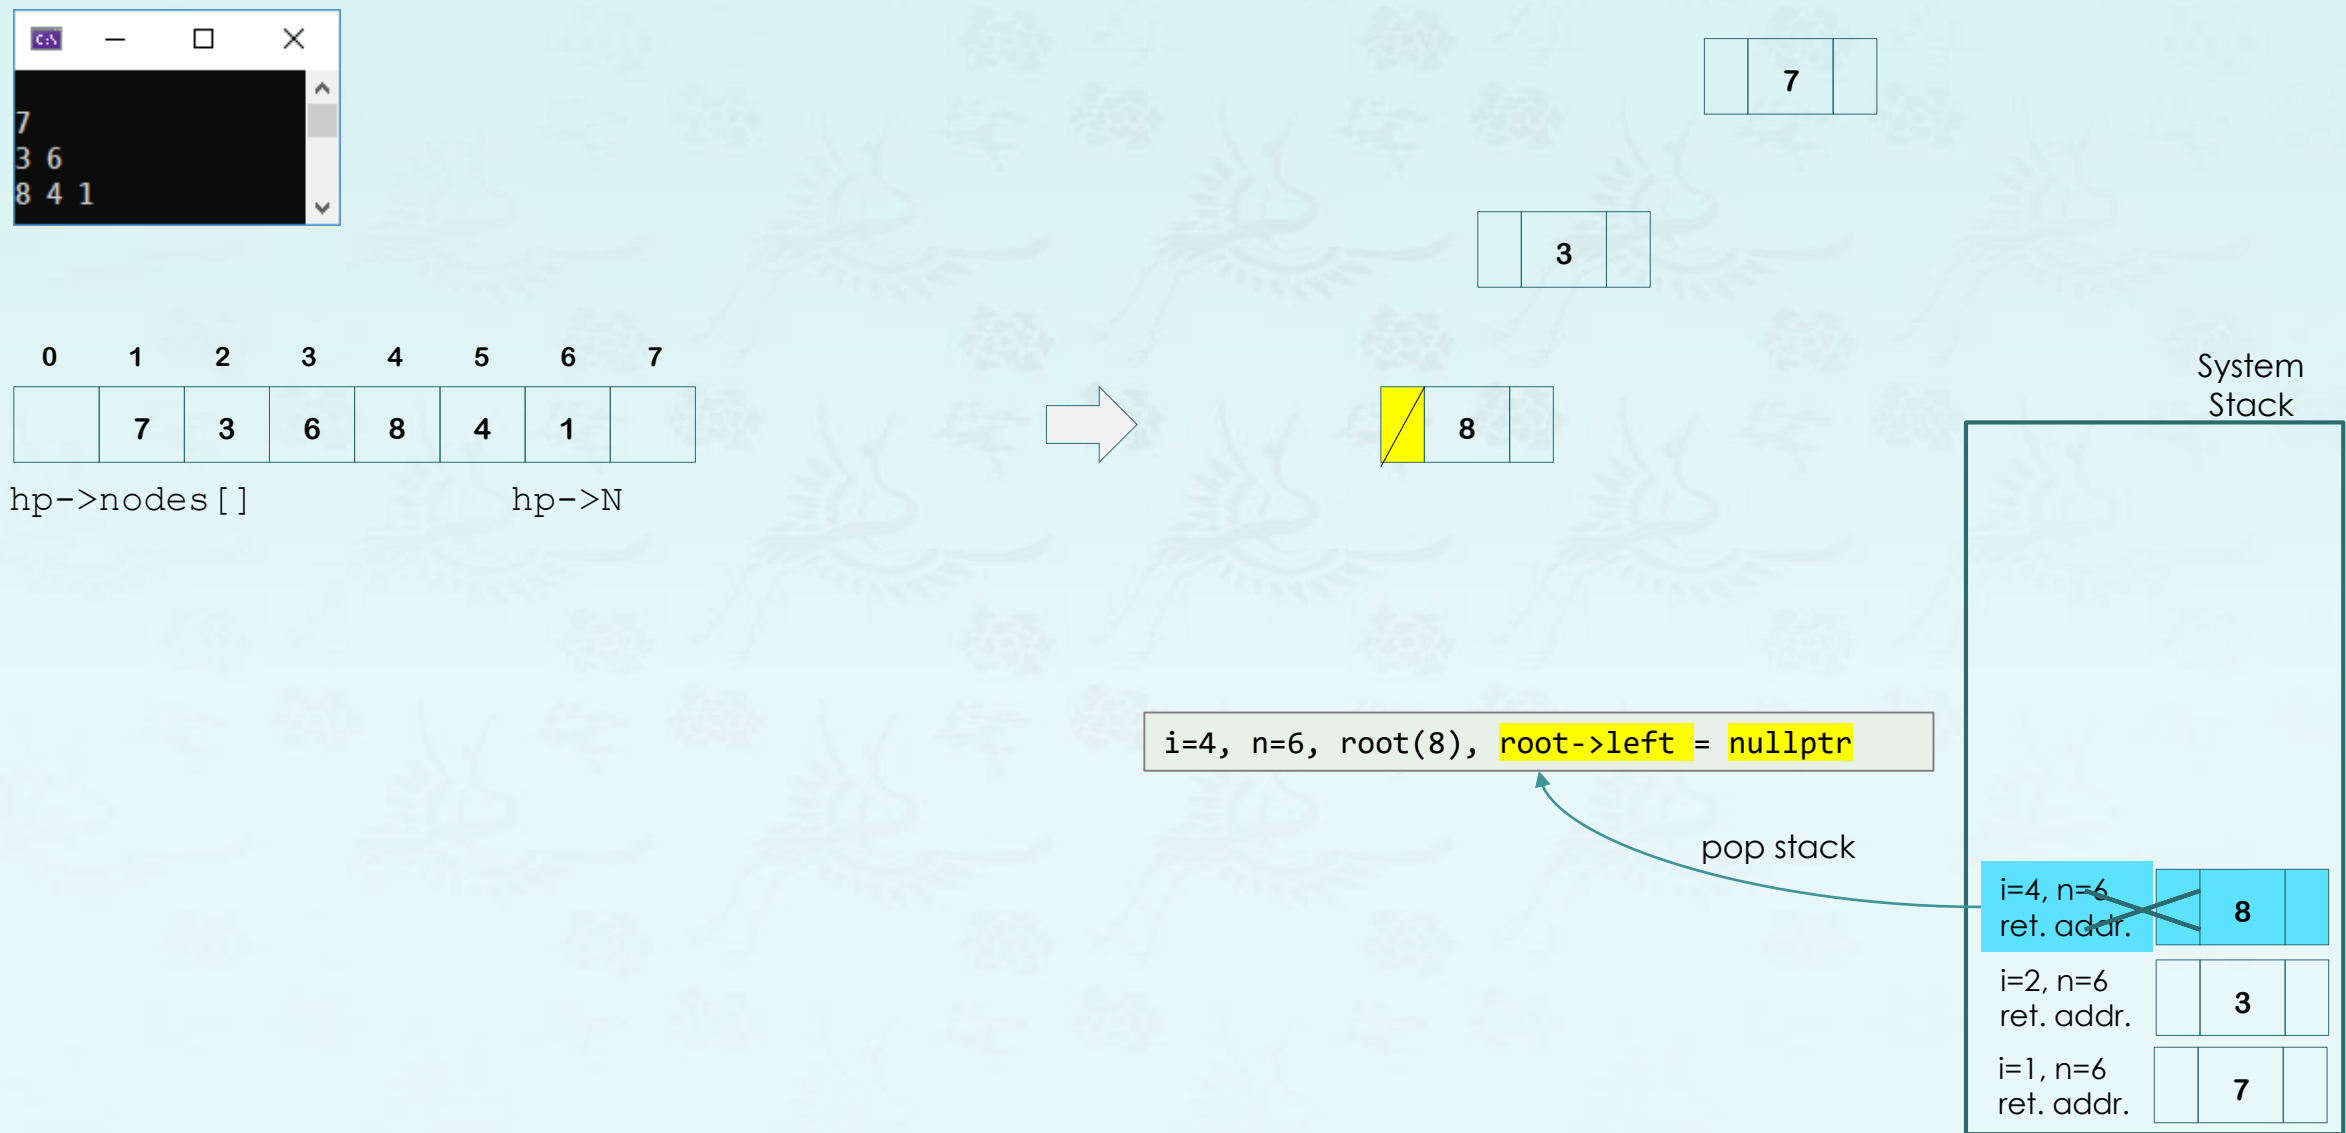 C:\
7
3 6
8 4 1
7
3
0 1 2 3 4 5 6 7
7 3 6 8 4 1
hp->nodes[]
hp->N
8
System
Stack
i=4, n=6, root(8), root->left = nullptr
pop stack
i=4, n=6
ret. addr.
8
i=2, n=6
ret. addr.
3
i=1, n=6
ret. addr.
7